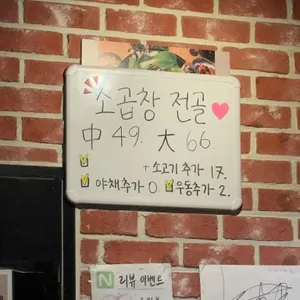 소곱창 전골
中 49. 大 66
+ 소고기 추가 17.
야채추가 0 우동추가 2.
N 리뷰 이벤트